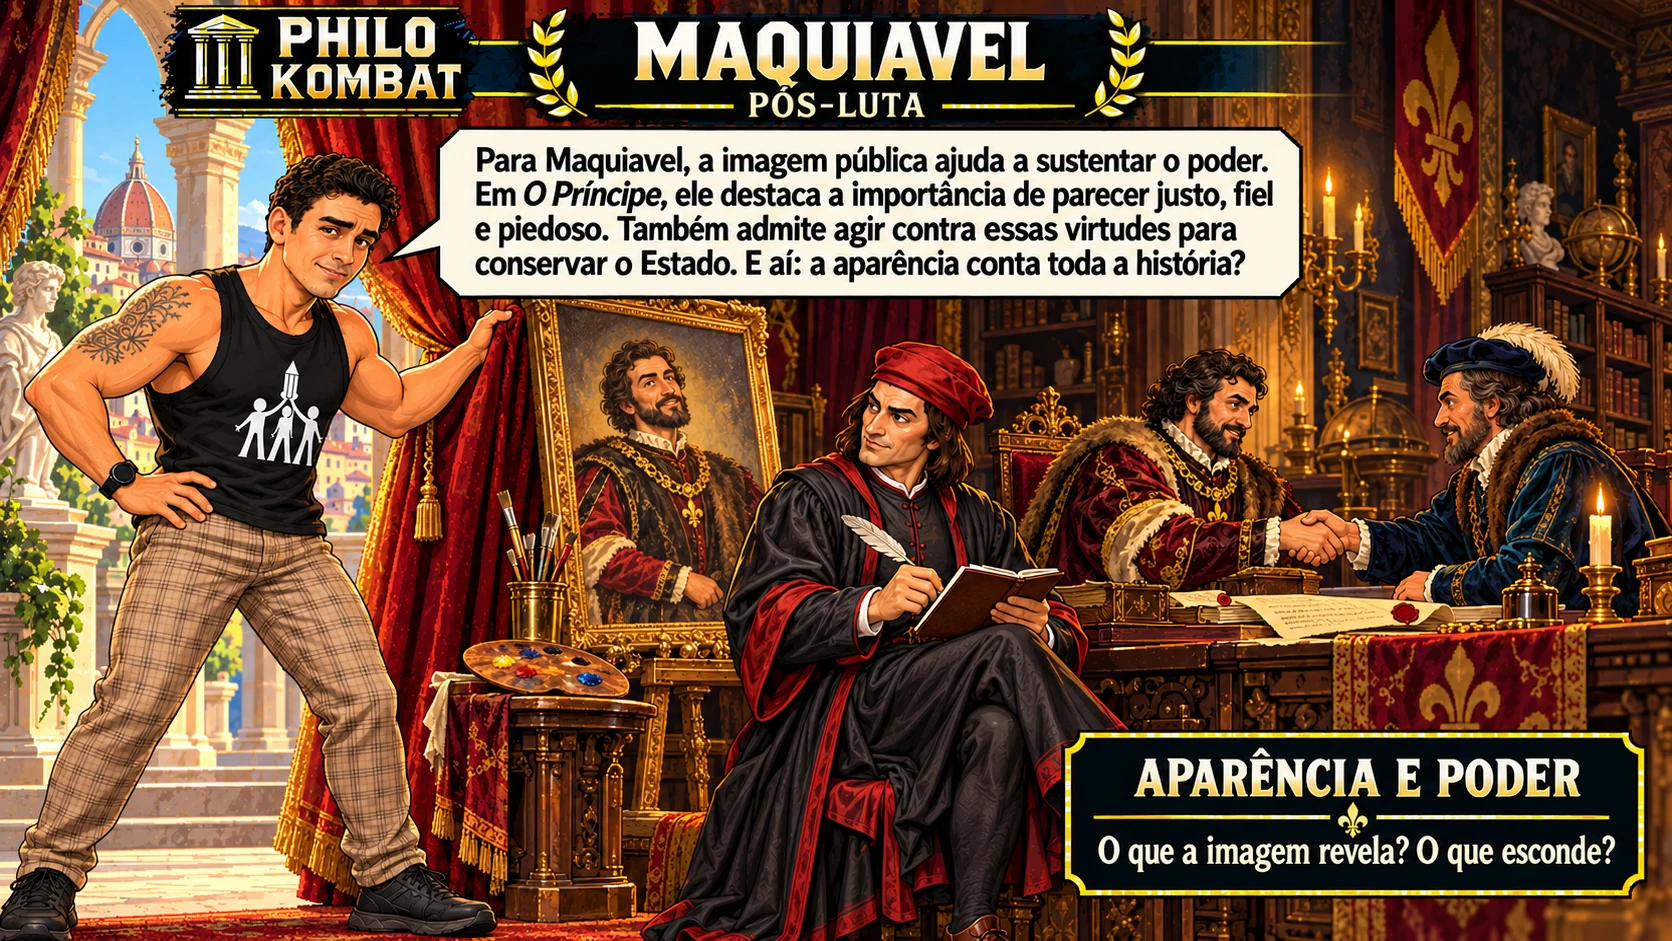 PHILO
KOMBAT
MAQUIAVEL
PÓS-LUTA
Para Maquiavel, a imagem pública ajuda a sustentar o poder.
Em O Príncipe, ele destaca a importância de parecer justo, fiel
e piedoso. Também admite agir contra essas virtudes para
conservar o Estado. E aí: a aparência conta toda a história?
APARÊNCIA E PODER
O que a imagem revela? O que esconde?